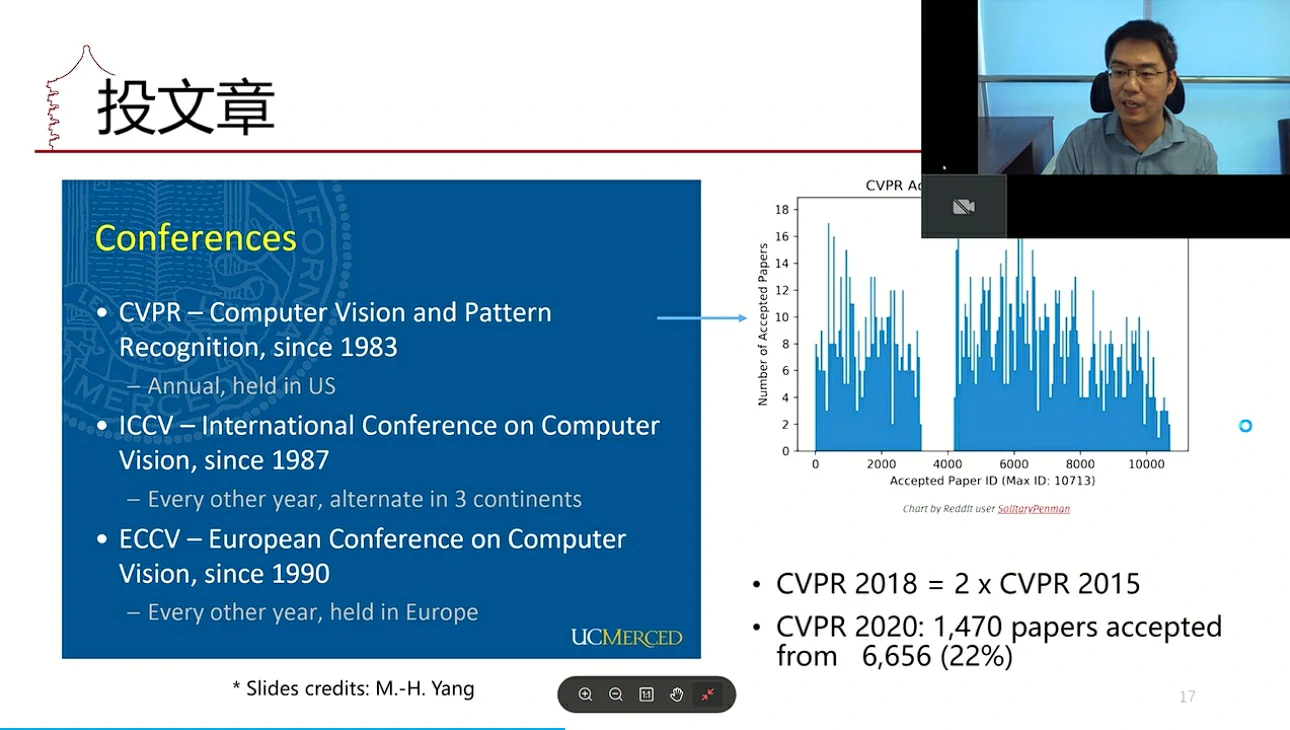 投文章
Conferences
• CVPR – Computer Vision and Pattern
Recognition, since 1983
– Annual, held in US
• ICCV – International Conference on Computer
Vision, since 1987
– Every other year, alternate in 3 continents
• ECCV – European Conference on Computer
Vision, since 1990
– Every other year, held in Europe
UCMERCED
* Slides credits: M.-H. Yang
CVPR
Number of Accepted Papers
18
16
14
12
10
8
6
4
2
0
0 2000 4000 6000 8000 10000
Accepted Paper ID (Max ID: 10713)
Chart by Reddit user SolitaryPenman
• CVPR 2018 = 2 x CVPR 2015
• CVPR 2020: 1,470 papers accepted
from 6,656 (22%)
1:1
17